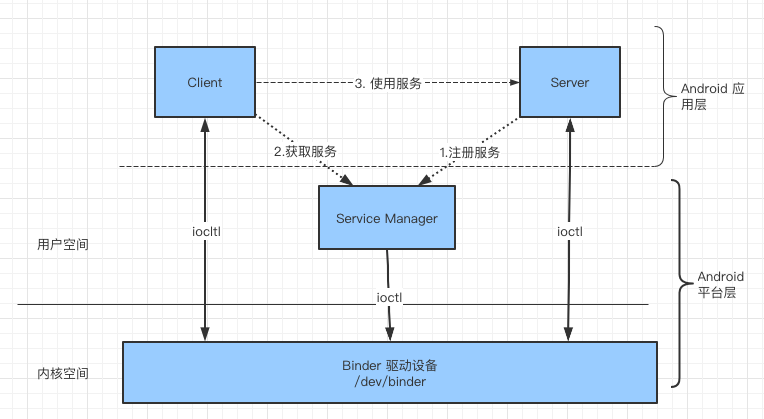 Client
3. 使用服务
Server
Android 应
用层
2.获取服务
1.注册服务
Service Manager
iocltl
ioctl
用户空间
Android
平台层
ioctl
内核空间
Binder 驱动设备
/dev/binder